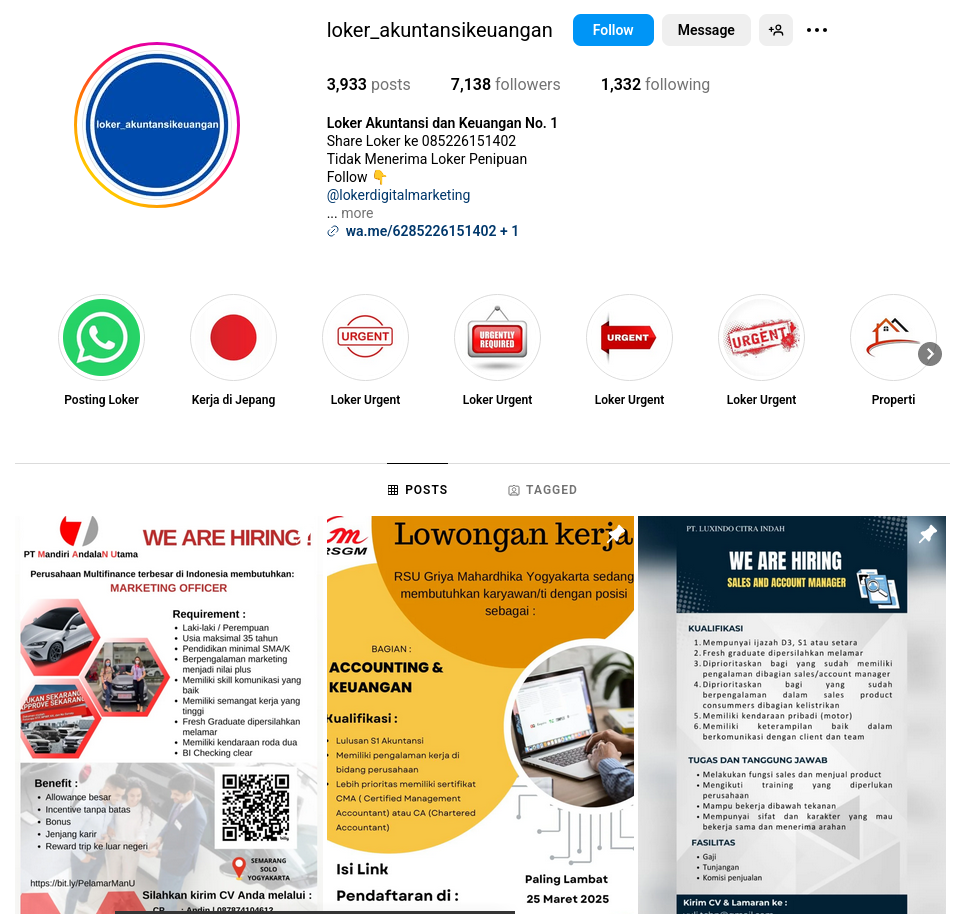 loker_akuntansikeuangan
Follow
Message
3,933 posts
7,138 followers
1,332 following
loker_akuntansikeuangan
Loker Akuntansi dan Keuangan No. 1
Share Loker ke 085226151402
Tidak Menerima Loker Penipuan
Follow 👇
@lokerdigitalmarketing
... more
wa.me/6285226151402 + 1
URGENT
URGENTLY
REQUIRED
URGENT
URGENT
Posting Loker
Kerja di Jepang
Loker Urgent
Loker Urgent
Loker Urgent
Loker Urgent
Properti
POSTS
TAGGED
PT Mandiri AndalaN Utama
WE ARE HIRING
Perusahaan Multifinance terbesar di Indonesia membutuhkan:
MARKETING OFFICER
Requirement :
• Laki-laki / Perempuan
• Usia maksimal 35 tahun
• Pendidikan minimal SMA/K
• Berpengalaman marketing
menjadi nilai plus
• Memiliki skill komunikasi yang
baik
• Memiliki semangat kerja yang
tinggi
• Fresh Graduate dipersilahkan
melamar
• Memiliki kendaraan roda dua
• BI Checking clear
Benefit :
• Allowance besar
• Incentive tanpa batas
• Bonus
• Jenjang karir
• Reward trip ke luar negeri
SEMARANG
SOLO
YOGYAKARTA
https://bit.ly/PelamarManU
Silahkan kirim CV Anda melalui :
CP : Andin | 087874104612
RSGM
Lowongan kerja
RSU Griya Mahardhika Yogyakarta sedang
membutuhkan karyawan/ti dengan posisi
sebagai :
BAGIAN :
ACCOUNTING &
KEUANGAN
Kualifikasi :
• Lulusan S1 Akuntansi
• Memiliki pengalaman kerja di
bidang perusahaan
• Lebih prioritas memiliki sertifikat
CMA ( Certified Management
Accountant) atau CA (Chartered
Accountant)
Isi Link
Pendaftaran di :
Paling Lambat
25 Maret 2025
PT. LUXINDO CITRA INDAH
WE ARE HIRING
SALES AND ACCOUNT MANAGER
KUALIFIKASI
1. Mempunyai ijazah D3, S1 atau setara
2. Fresh graduate dipersilahkan melamar
3. Diprioritaskan bagi yang sudah memiliki
pengalaman dibagian sales/account manager
4. Diprioritaskan bagi yang sudah
berpengalaman dalam sales product
consummers dibagian kelistrikan
5. Memiliki kendaraan pribadi (motor)
6. Memiliki keterampilan baik dalam
berkomunikasi dengan client dan team
TUGAS DAN TANGGUNG JAWAB
• Melakukan fungsi sales dan menjual product
• Mengikuti training yang diperlukan
perusahaan
• Mampu bekerja dibawah tekanan
• Mempunyai sifat dan karakter yang mau
bekerja sama dan menerima arahan
FASILITAS
• Gaji
• Tunjangan
• Komisi penjualan
Kirim CV & Lamaran ke :